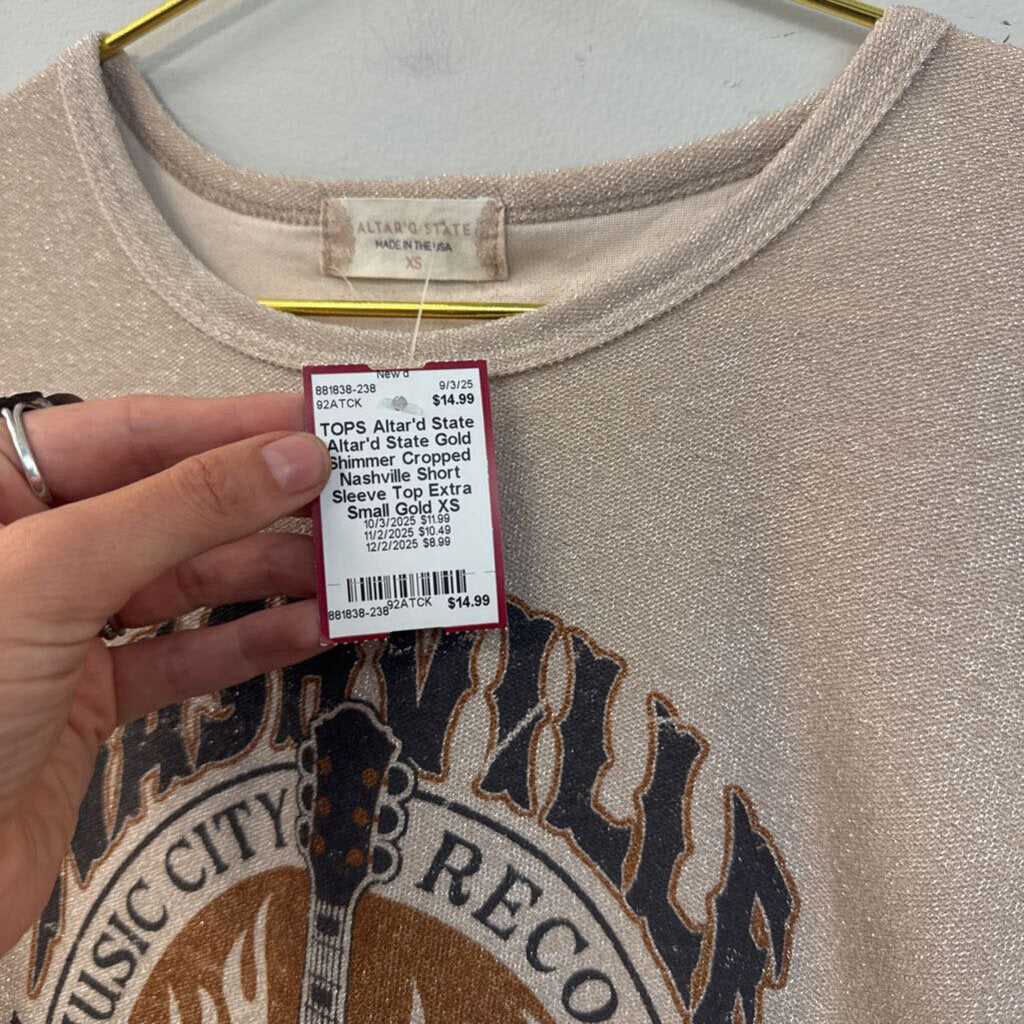 ALTAR'D STATE
MADE IN THE USA
XS
New d
881838-238 9/3/25
92ATCK $14.99
TOPS Altar'd State
Altar'd State Gold
Shimmer Cropped
Nashville Short
Sleeve Top Extra
Small Gold XS
10/3/2025 $11.99
11/2/2025 $10.49
12/2/2025 $8.99
881838-238 92ATCK $14.99
NASHVILLE
MUSIC CITY RECO